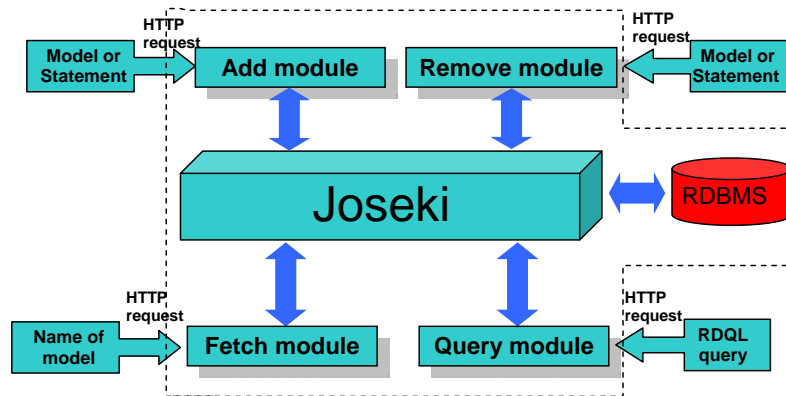 HTTP
request
Model or
Statement
Add module
Remove module
HTTP
request
Model or
Statement
Joseki
RDBMS
HTTP
request
Name of
model
Fetch module
Query module
HTTP
request
RDQL
query